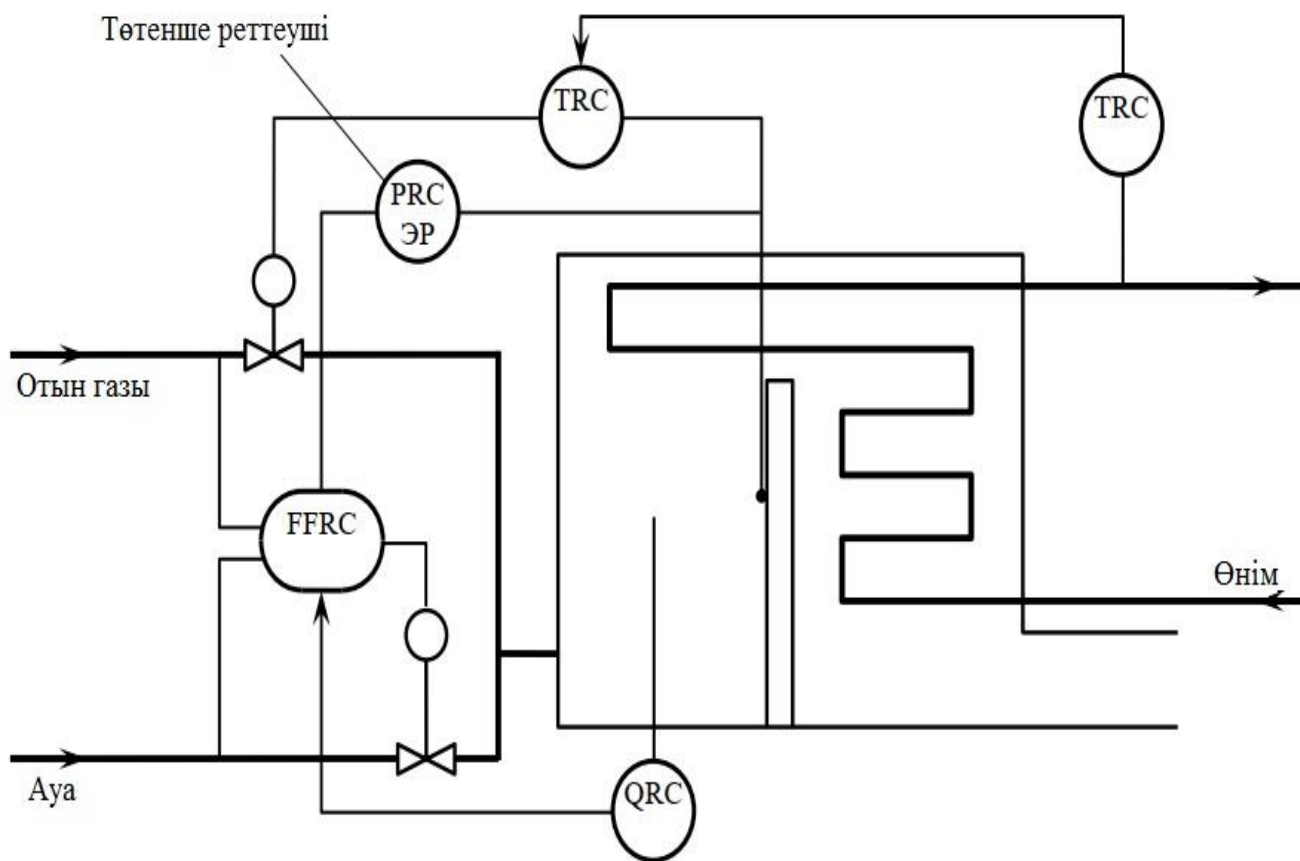 Төтенше реттеуші
TRC
TRC
PRC
ЭР
Отын газы
FFRC
Өнім
Ауа
QRC